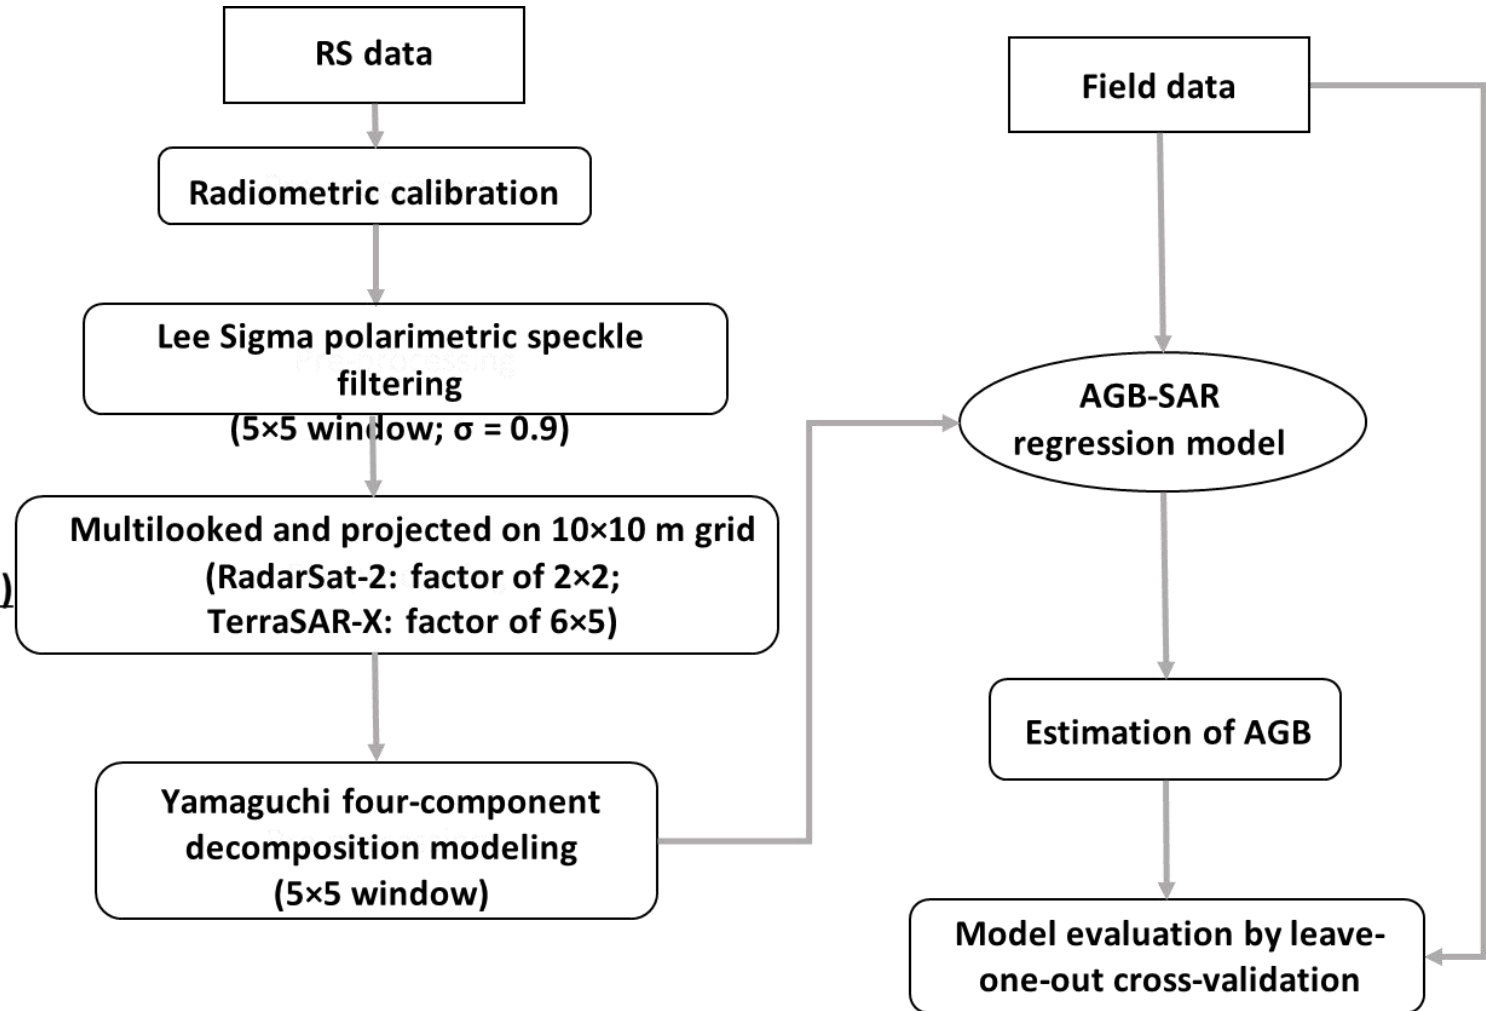 RS data
Radiometric calibration
Lee Sigma polarimetric speckle
filtering
(5×5 window; σ = 0.9)
Multilooked and projected on 10×10 m grid
(RadarSat-2: factor of 2×2;
TerraSAR-X: factor of 6×5)
)
Yamaguchi four-component
decomposition modeling
(5×5 window)
Field data
AGB-SAR
regression model
Estimation of AGB
Model evaluation by leave-
one-out cross-validation